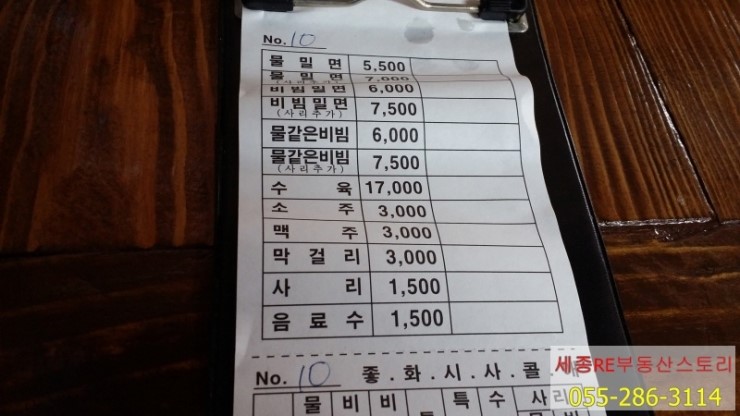 No. 10
물 밀 면 5,500
물 밀 면 7,000
(사리추가)
비 빔 밀 면 6,000
비 빔 밀 면 7,500
(사리추가)
물같은비빔 6,000
물같은비빔 7,500
(사리추가)
수 육 17,000
소 주 3,000
맥 주 3,000
막 걸 리 3,000
사 리 1,500
음 료 수 1,500
No. 10 좋.화.시.사.콜.
물 비 비 특 수 사
세종RE부동산스토리
055-286-3114